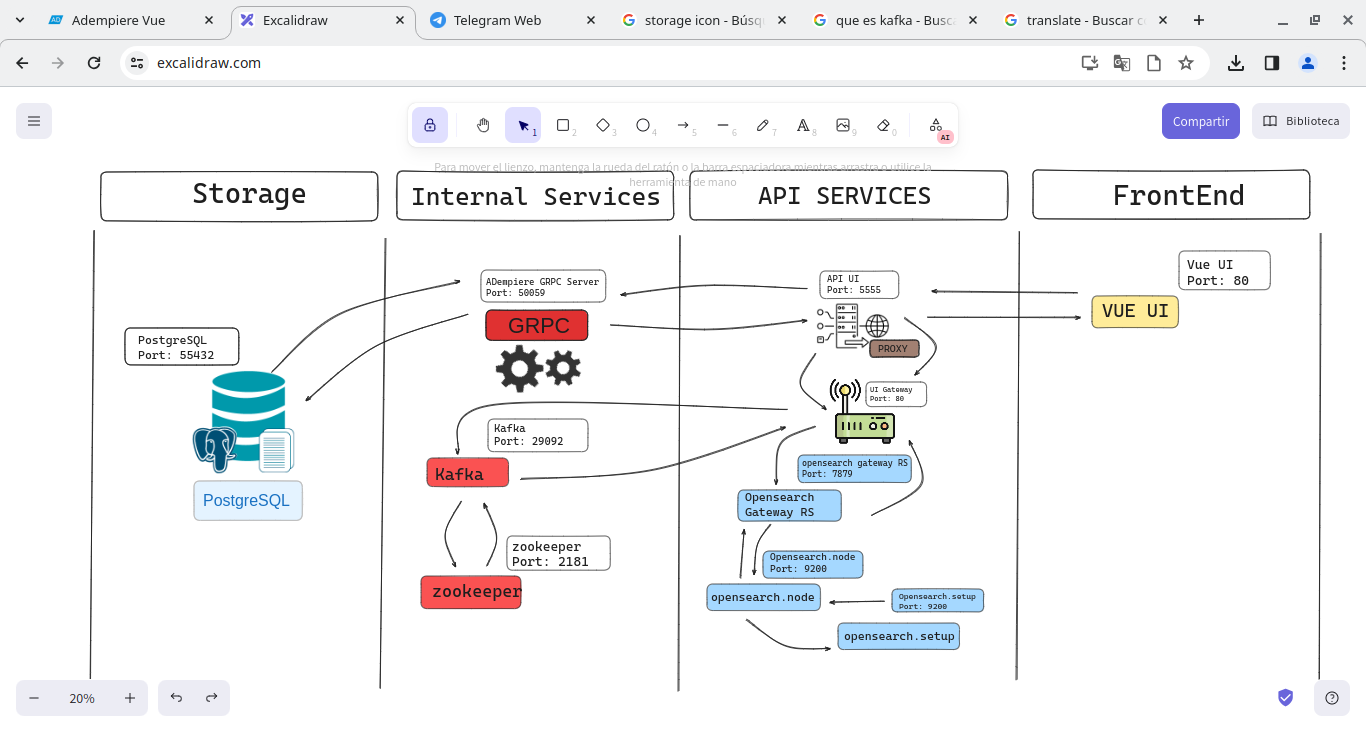 Adempiere Vue
Excalidraw
Telegram Web
storage icon - Búsq
que es kafka - Busca
translate - Buscar c
excalidraw.com
1
2
3
4
5
6
7
8
9
0
AI
Compartir
Biblioteca
Para mover el lienzo, mantenga la rueda del ratón o la barra espaciadora mientras arrastra o utilice la
herramienta de mano
Storage
Internal Services
API SERVICES
FrontEnd
PostgreSQL
Port: 55432
PostgreSQL
ADempiere GRPC Server
Port: 50059
GRPC
Kafka
Port: 29092
Kafka
zookeeper
Port: 2181
zookeeper
API UI
Port: 5555
PROXY
UI Gateway
Port: 80
opensearch gateway RS
Port: 7879
Opensearch
Gateway RS
Opensearch.node
Port: 9200
opensearch.node
Opensearch.setup
Port: 9200
opensearch.setup
Vue UI
Port: 80
VUE UI
20%